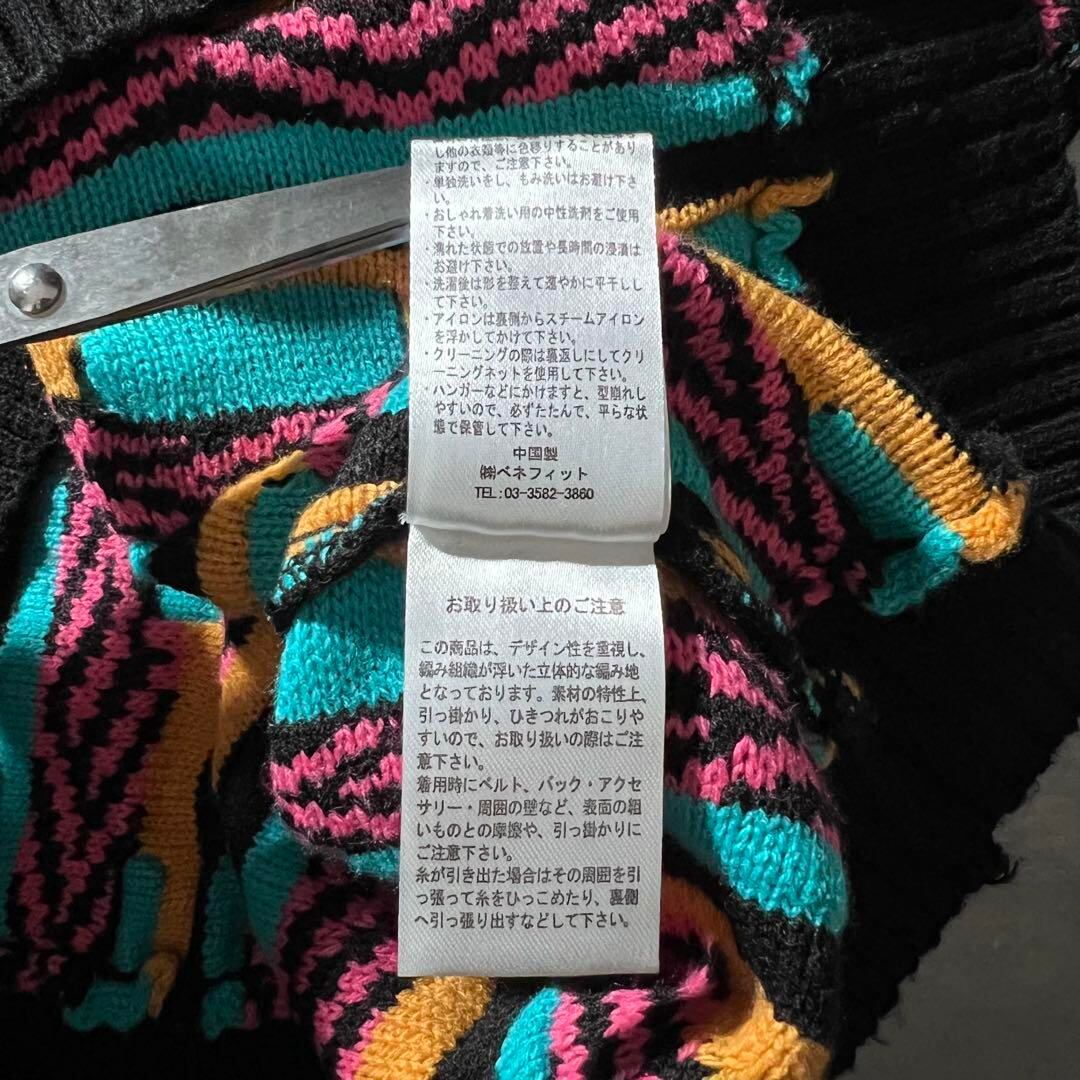 し他の衣類等に色移りすることがあり
ますので、ご注意下さい。
・単独洗いをし、もみ洗いはお避け下さ
い。
・おしゃれ着洗い用の中性洗剤をご使用
下さい。
・濡れた状態での放置や長時間の浸漬は
お避け下さい。
・洗濯後は形を整えて速やかに平干しし
て下さい。
・アイロンは裏側からスチームアイロン
を浮かしてかけて下さい。
・クリーニングの際は裏返しにしてクリ
ーニングネットを使用して下さい。
・ハンガーなどにかけますと、型崩れし
やすいので、必ずたたんで、平らな状
態で保管して下さい。
中国製
㈱ベネフィット
TEL:03-3582-3860
お取り扱い上のご注意
この商品は、デザイン性を重視し、
編み組織が浮いた立体的な編み地
となっております。素材の特性上、
引っ掛かり、ひきつれがおこりや
すいので、お取り扱いの際はご注
意下さい。
着用時にベルト、バック・アクセ
サリー・周囲の壁など、表面の粗
いものとの摩擦や、引っ掛かりに
ご注意下さい。
糸が引き出た場合はその周囲を引
っ張って糸をひっこめたり、裏側
へ引っ張り出すなどして下さい。